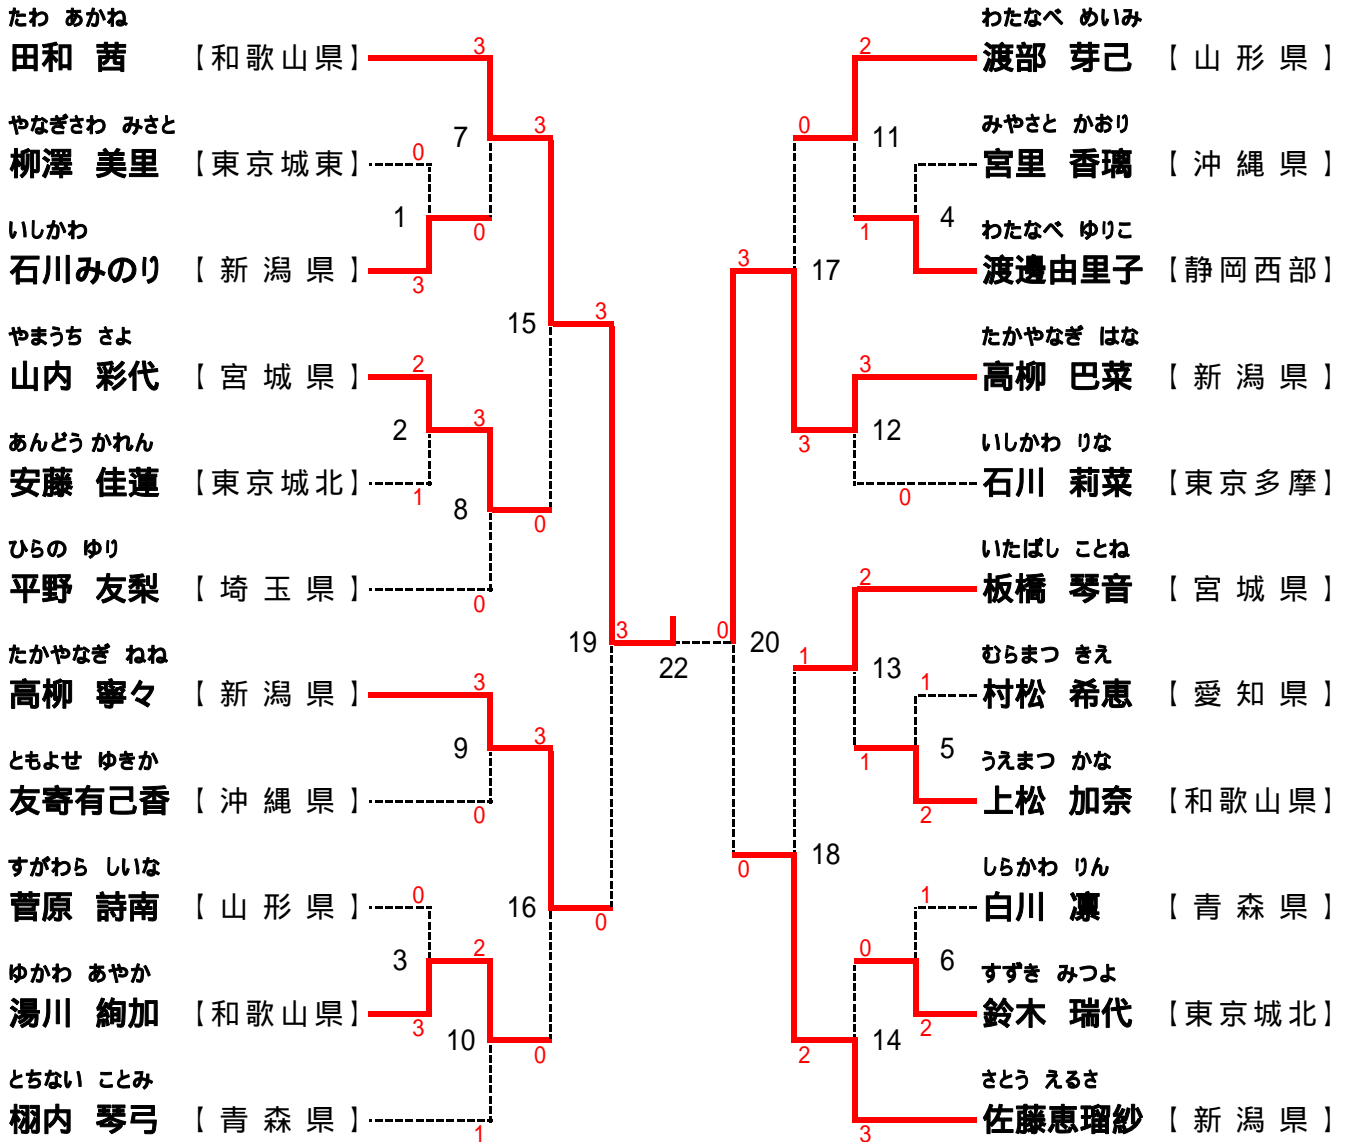 たわ あかね
田和 茜 【和歌山県】
3
やなぎさわ みさと
7
3
柳澤 美里 【東京城東】
0
1
いしかわ
0
石川みのり 【新潟県】
3
3
15
やまうち さよ
山内 彩代 【宮城県】
2
3
2
あんどう かれん
安藤 佳蓮 【東京城北】
1
8
0
ひらの ゆり
平野 友梨 【埼玉県】
0
19
3
たかやなぎ ねね
高柳 寧々 【新潟県】
3
3
9
ともよせ ゆきか
友寄有己香 【沖縄県】
0
すがわら しいな
菅原 詩南 【山形県】
0
16
0
2
3
ゆかわ あやか
湯川 絢加 【和歌山県】
3
10
0
とちない ことみ
栩内 琴弓 【青森県】
1
22
わたなべ めいみ
2
渡部 芽己 【山形県】
0
11
みやさと かおり
宮里 香璃 【沖縄県】
4
わたなべ ゆりこ
1
3
17
渡邊由里子 【静岡西部】
たかやなぎ はな
3
高柳 巴菜 【新潟県】
3
12
いしかわ りな
石川 莉菜 【東京多摩】
0
いたばし ことね
2
板橋 琴音 【宮城県】
0
20
1
13
むらまつ きえ
1
村松 希恵 【愛知県】
5
1
うえまつ かな
上松 加奈 【和歌山県】
2
0
18
しらかわ りん
1
白川 凛 【青森県】
0
6
すずき みつよ
鈴木 瑞代 【東京城北】
2
2
14
さとう えるさ
佐藤恵瑠紗 【新潟県】
3